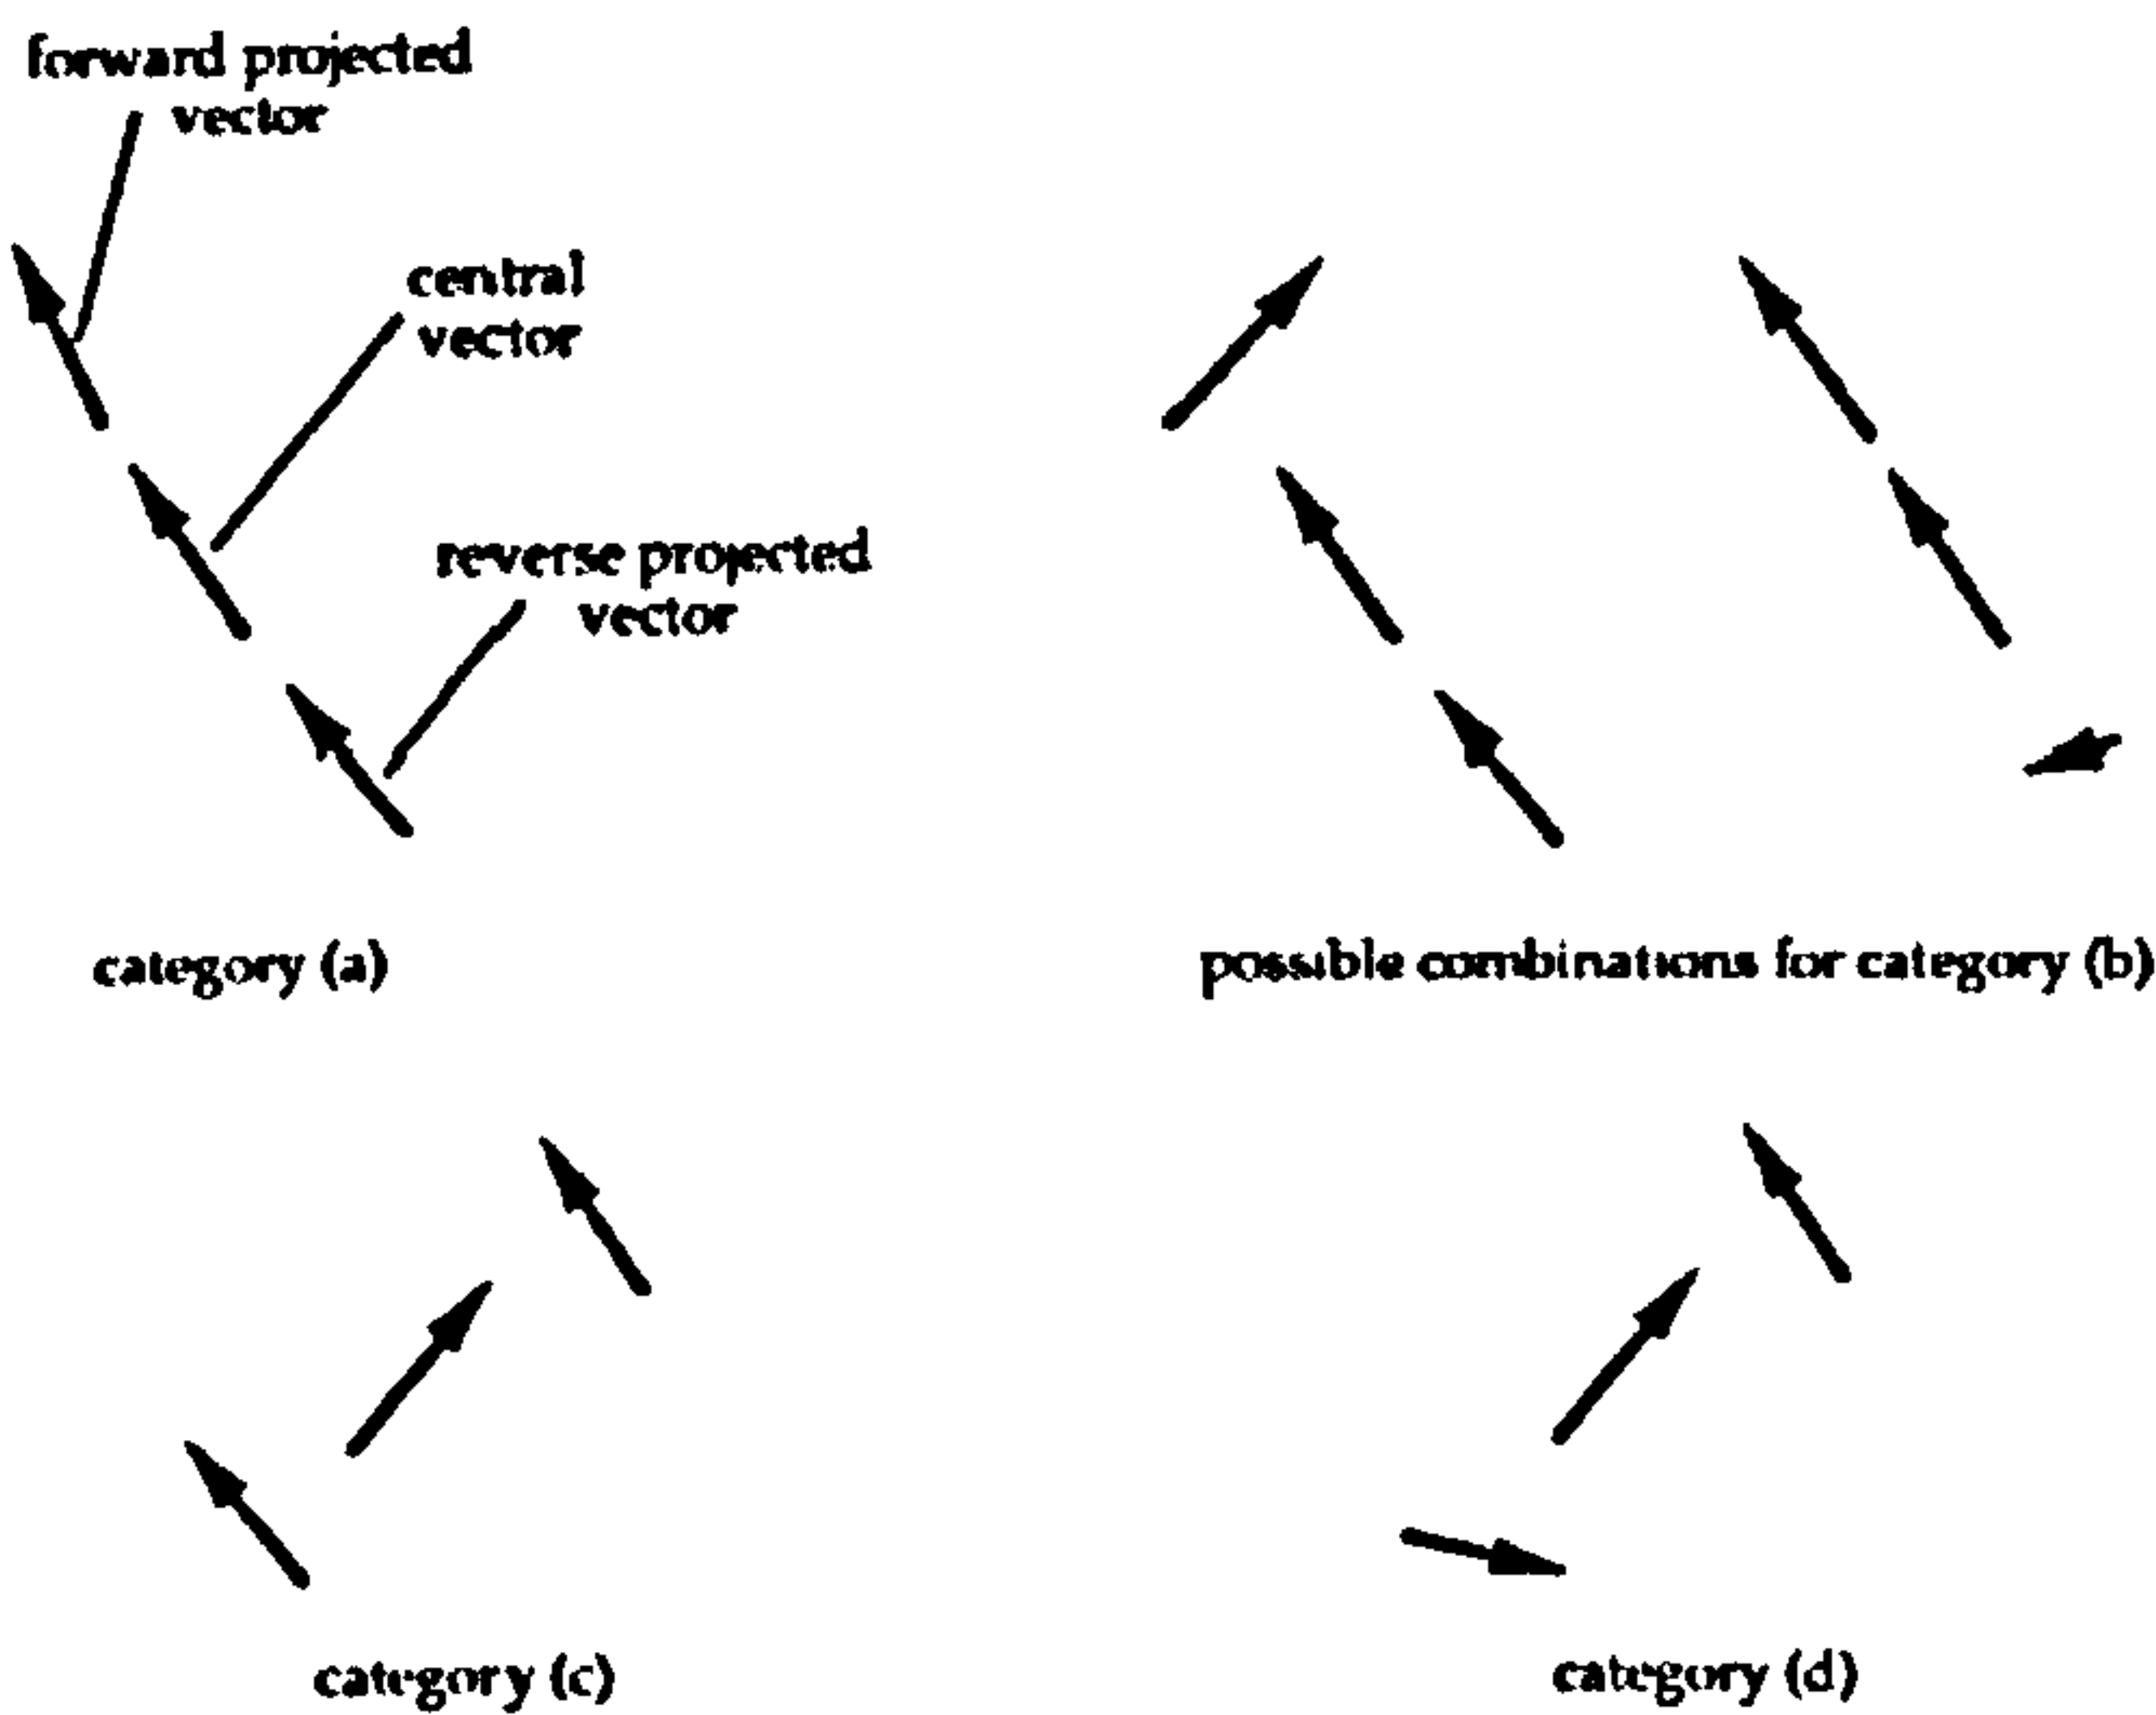 forward projected
vector
central
vector
reverse projected
vector
category (a)
possible combinations for category (b)
category (c)
category (d)